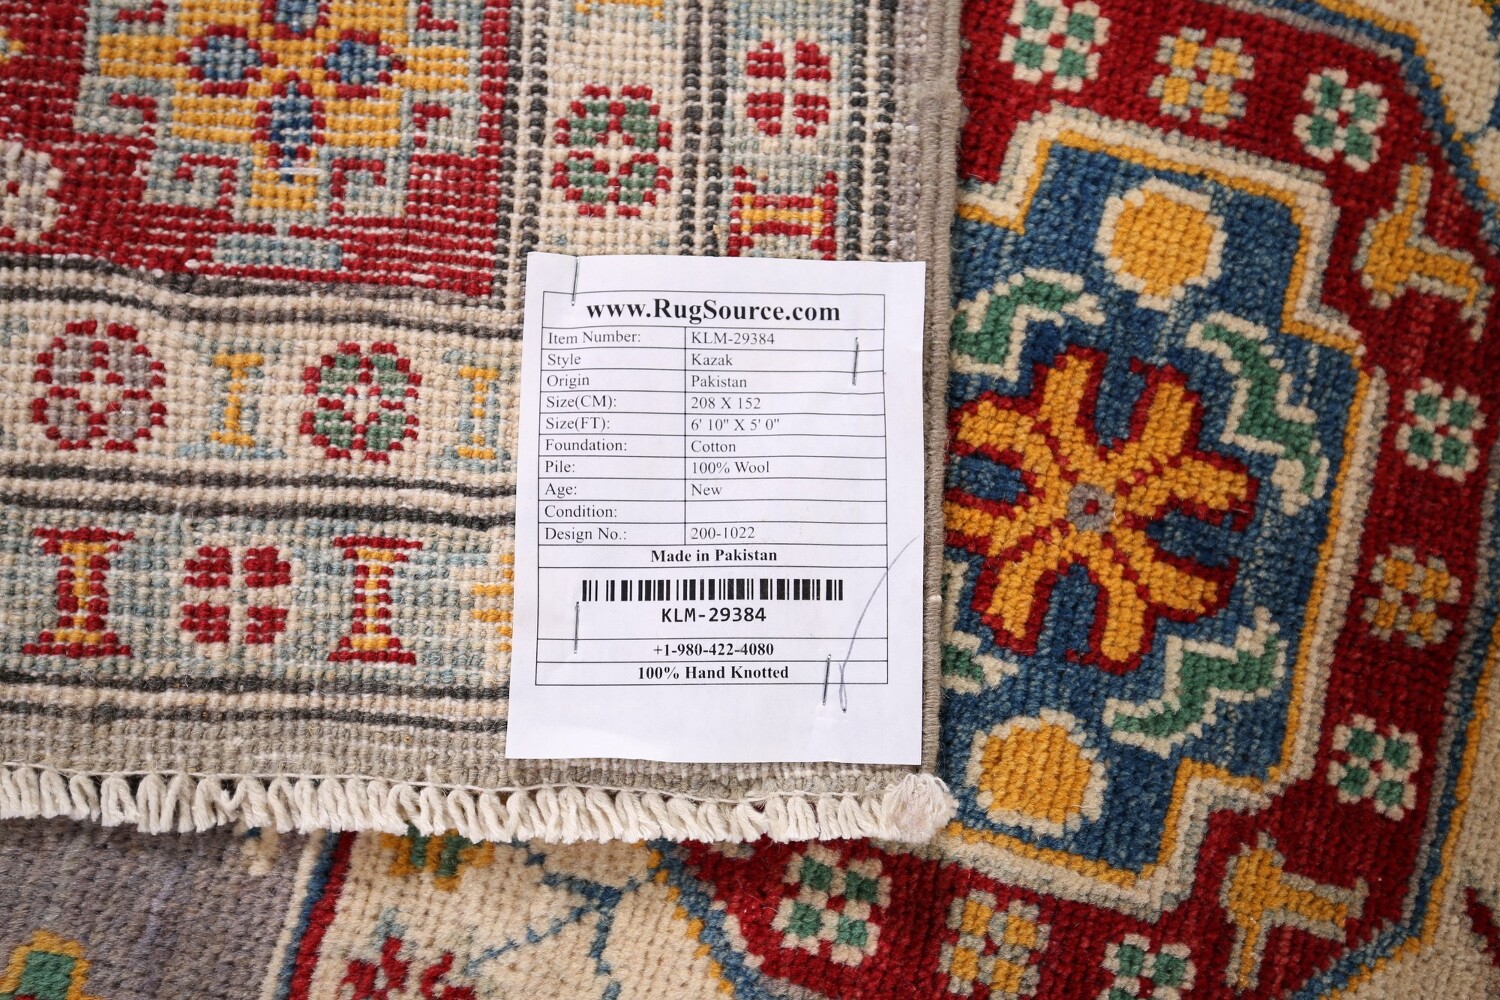 www.RugSource.com
Item Number: KLM-29384
Style Kazak
Origin Pakistan
Size(CM): 208 X 152
Size(FT): 6' 10" X 5' 0"
Foundation: Cotton
Pile: 100% Wool
Age: New
Condition:
Design No.: 200-1022
Made in Pakistan
KLM-29384
+1-980-422-4080
100% Hand Knotted